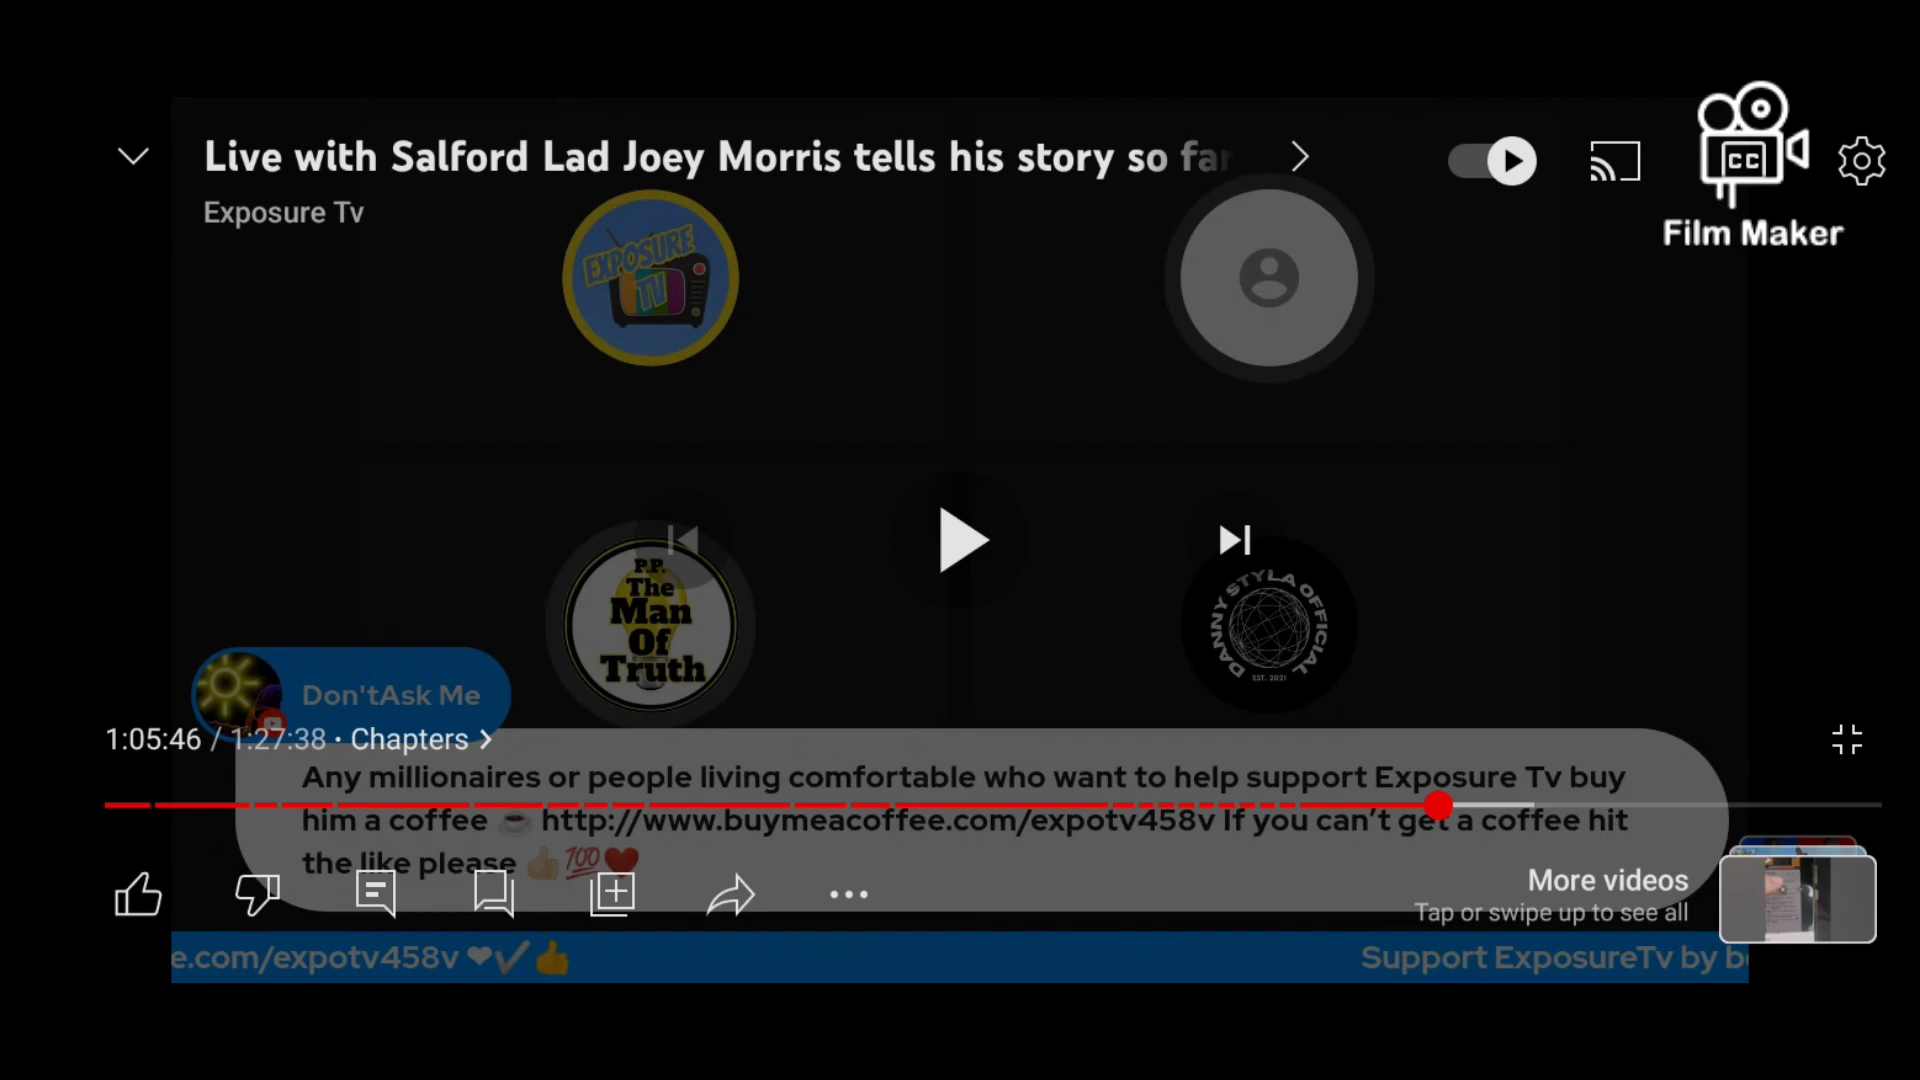 Live with Salford Lad Joey Morris tells his story so far
Exposure Tv
CC
Film Maker
EXPOSURE
TV
P.P.
The
Man
Of
Truth
DANNY STYLA OFFICIAL
EST. 2021
Don'tAsk Me
1:05:46 / 1:27:38 · Chapters
Any millionaires or people living comfortable who want to help support Exposure Tv buy
him a coffee ☕ http://www.buymeacoffee.com/expotv458v If you can’t get a coffee hit
the like please 👍💯❤️
More videos
Tap or swipe up to see all
e.com/expotv458v ❤✔👍
Support ExposureTv by b